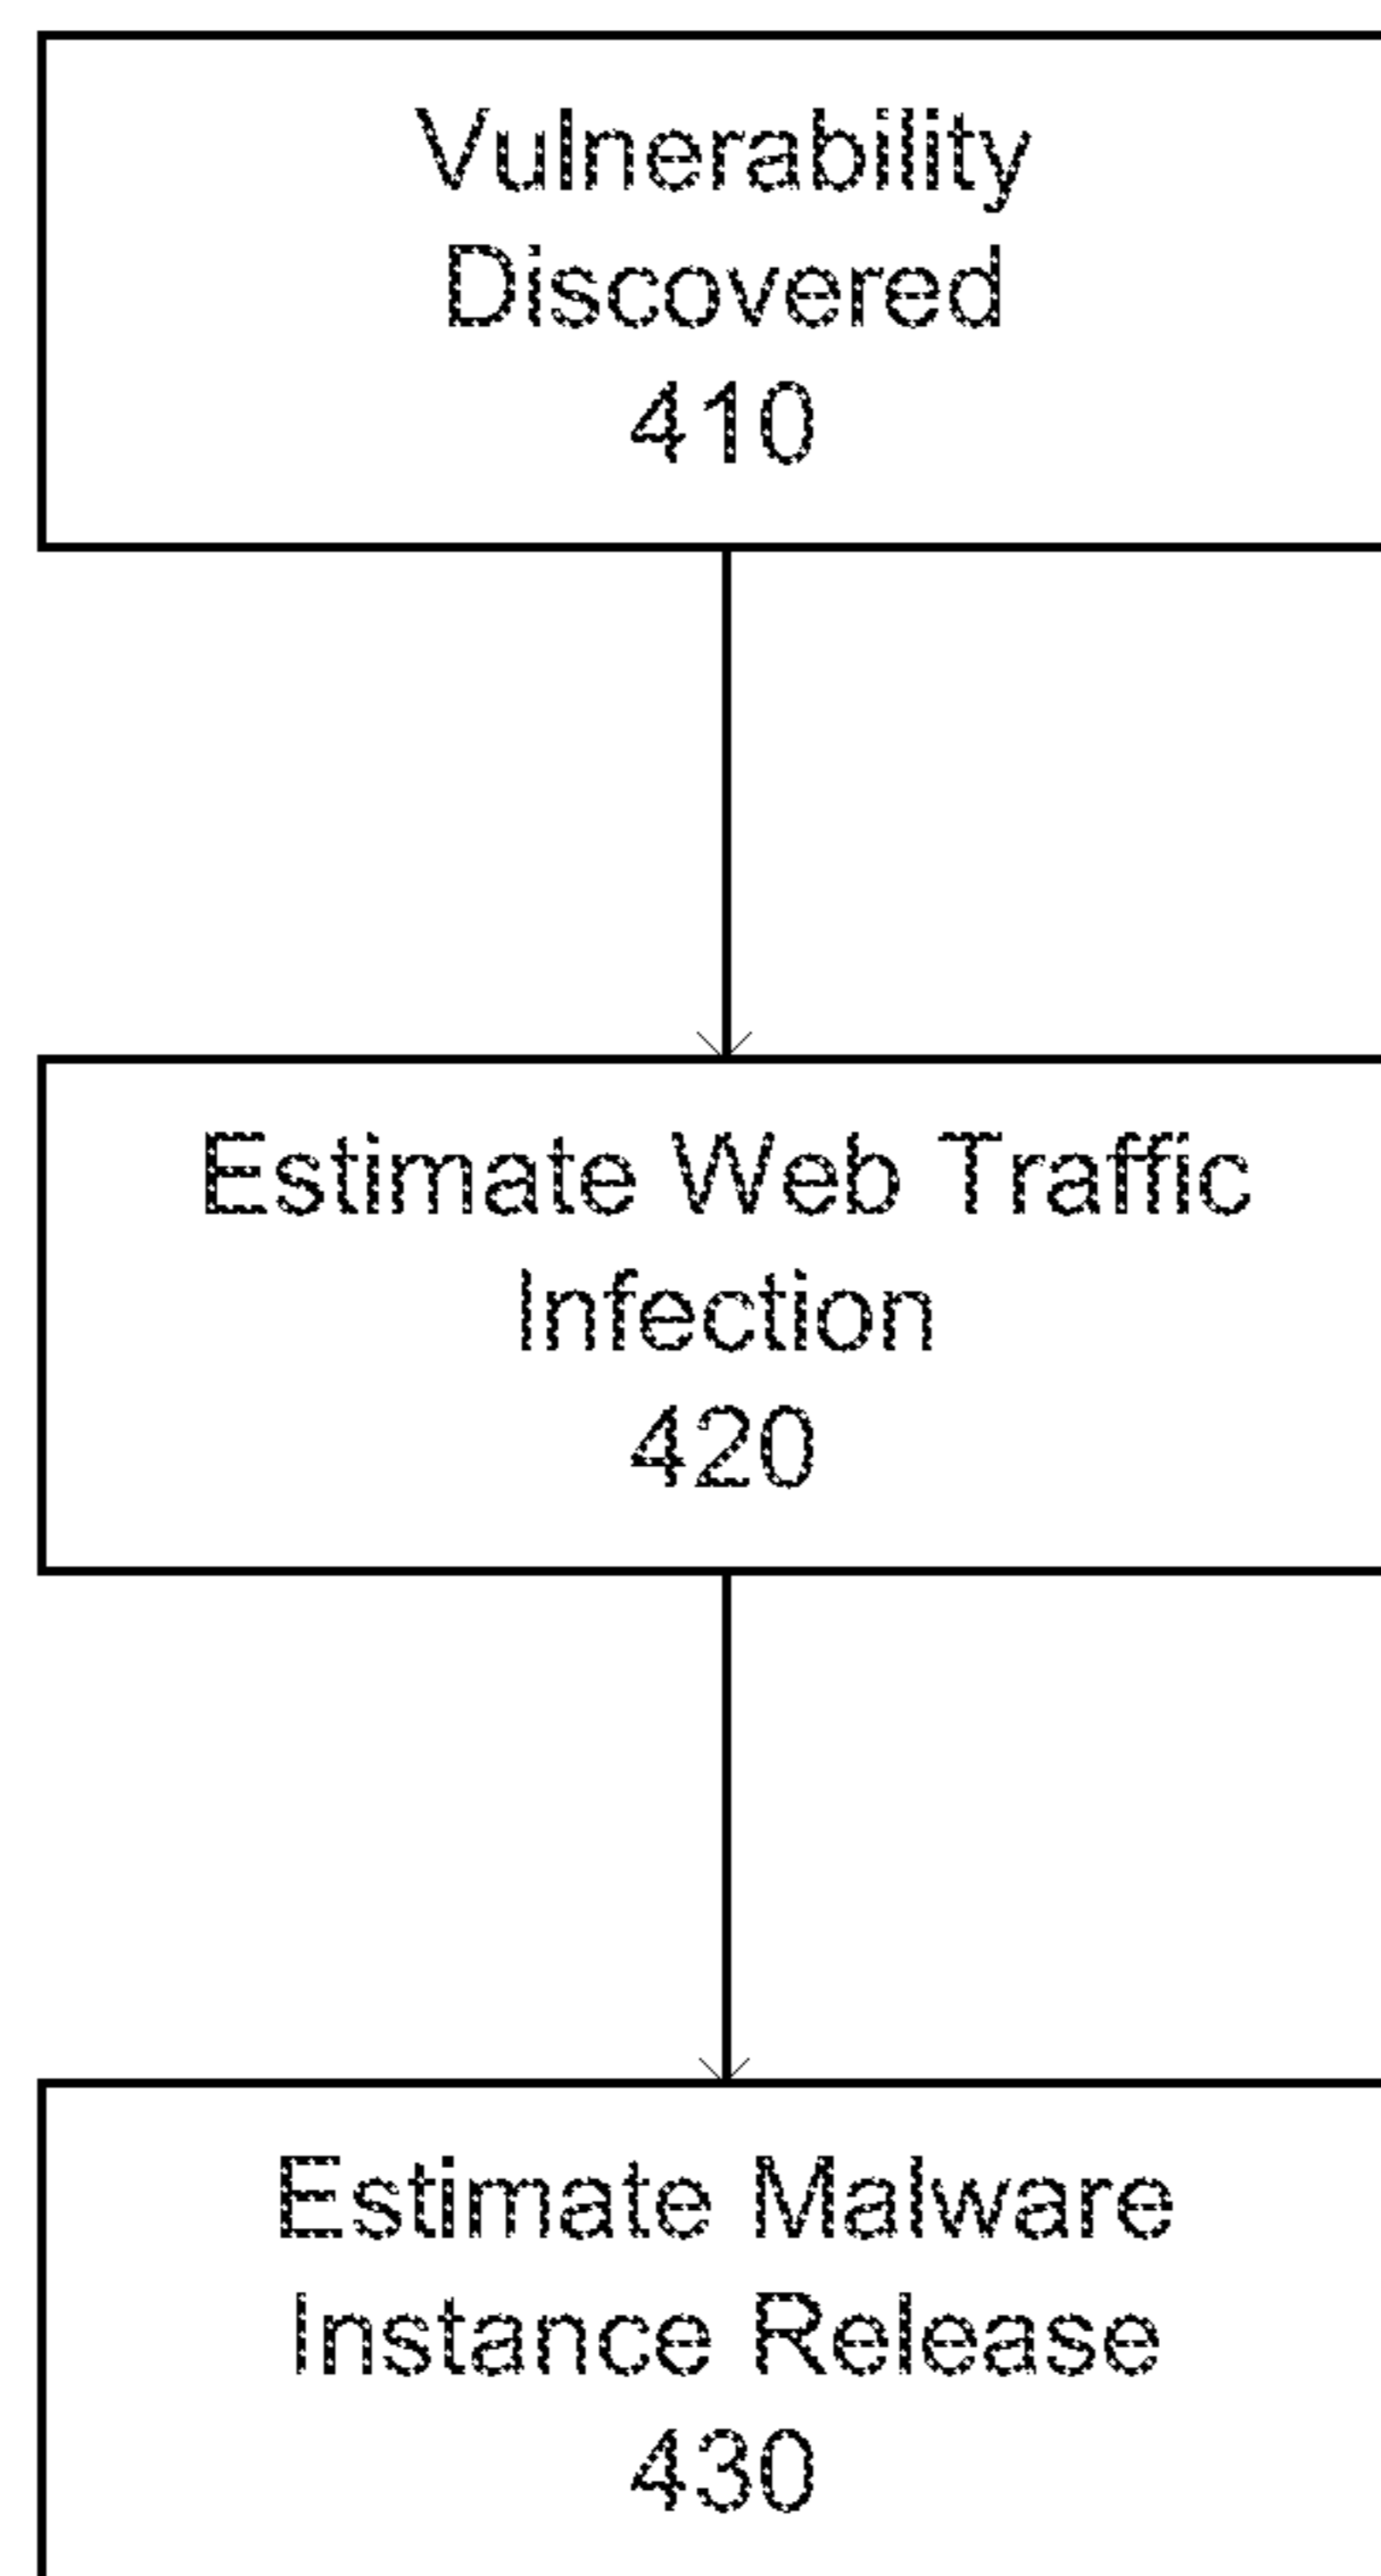 Vulnerability
Discovered
410
Estimate Web Traffic
Infection
420
Estimate Malware
Instance Release
430